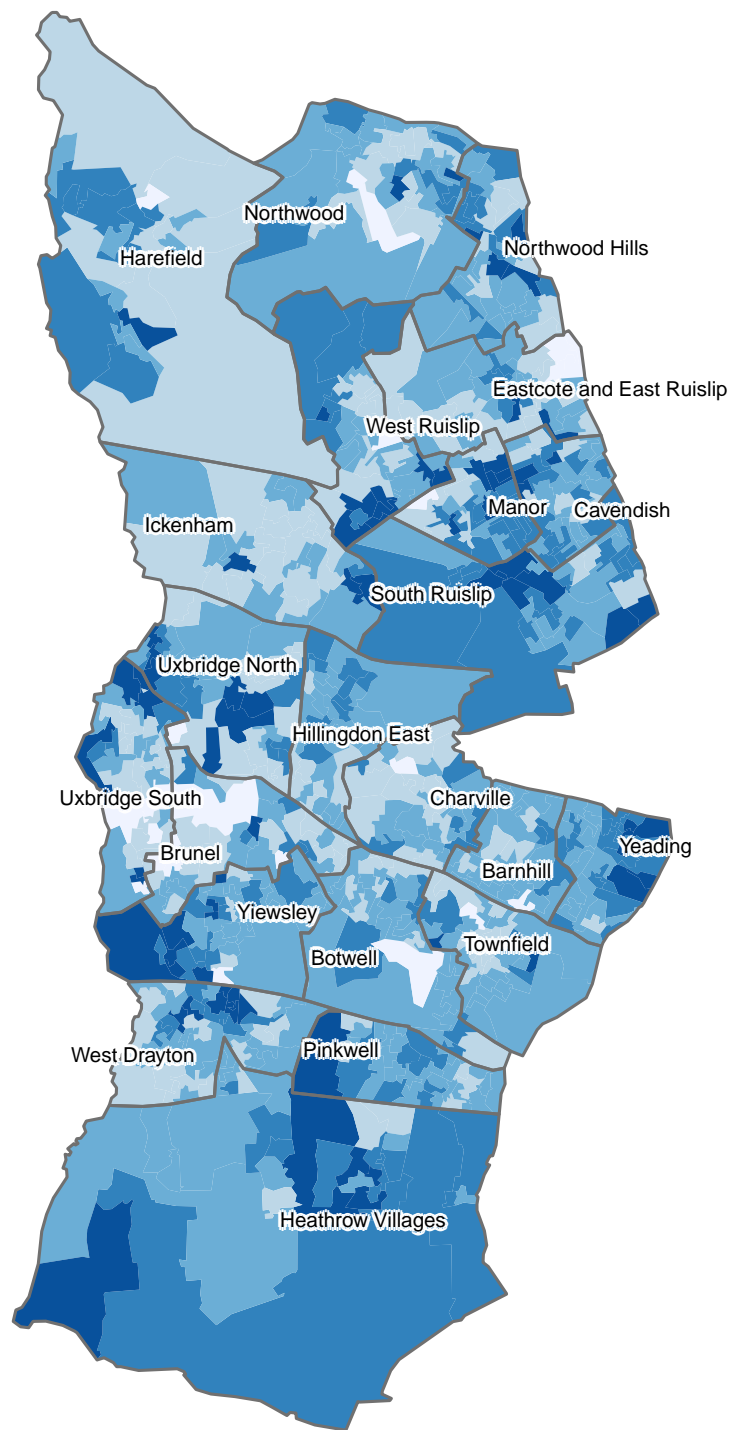 Northwood
Northwood Hills
Harefield
Eastcote and East Ruislip
West Ruislip
Manor
Cavendish
Ickenham
South Ruislip
Uxbridge North
Hillingdon East
Uxbridge South
Charville
Brunel
Yeading
Barnhill
Yiewsley
Townfield
Botwell
West Drayton
Pinkwell
Heathrow Villages